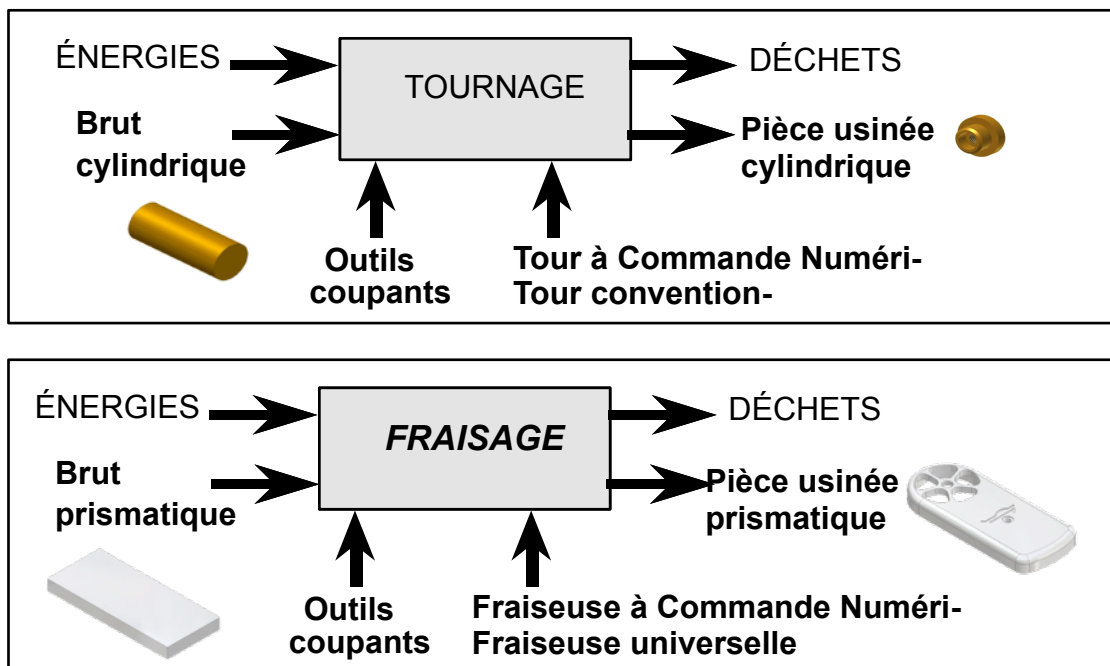 ÉNERGIES
TOURNAGE
DÉCHETS
Brut
cylindrique
Pièce usinée
cylindrique
Outils
coupants
Tour à Commande Numéri-
Tour convention-
ÉNERGIES
FRAISAGE
DÉCHETS
Brut
prismatique
Pièce usinée
prismatique
Outils
coupants
Fraiseuse à Commande Numéri-
Fraiseuse universelle